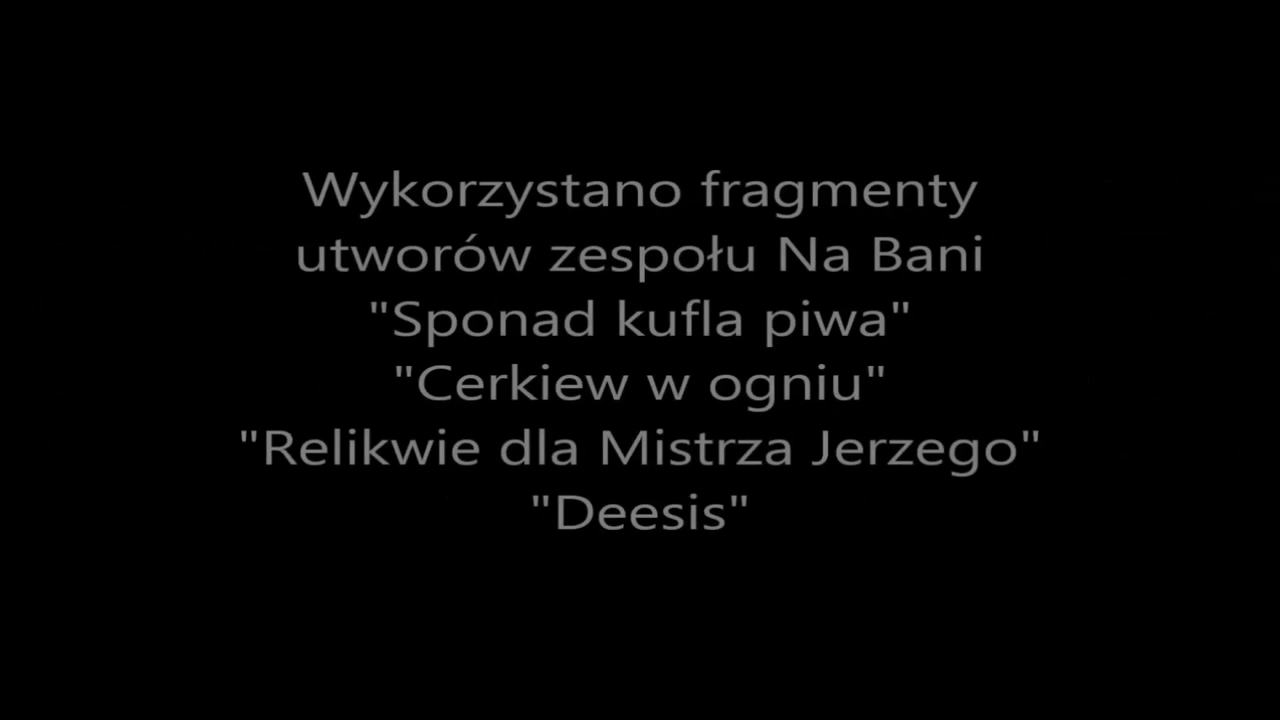 Wykorzystano fragmenty
utworów zespołu Na Bani
"Sponad kufla piwa"
"Cerkiew w ogniu"
"Relikwie dla Mistrza Jerzego"
"Deesis"